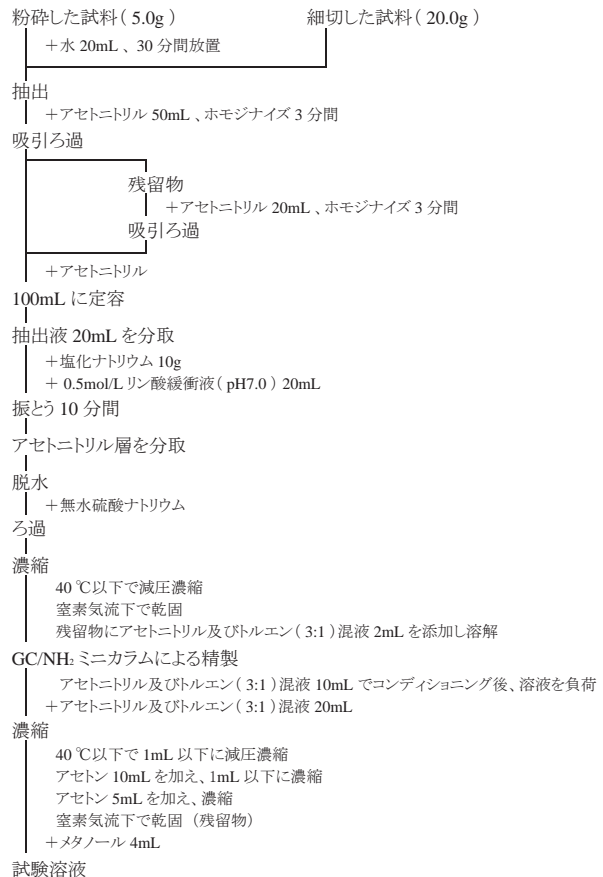 粉砕した試料( 5.0g )
細切した試料( 20.0g )
＋水 20mL 、30 分間放置
抽出
＋アセトニトリル 50mL 、ホモジナイズ 3 分間
吸引ろ過
残留物
＋アセトニトリル 20mL 、ホモジナイズ 3 分間
吸引ろ過
＋アセトニトリル
100mL に定容
抽出液 20mL を分取
＋塩化ナトリウム 10g
＋ 0.5mol/L リン酸緩衝液( pH7.0 ) 20mL
振とう 10 分間
アセトニトリル層を分取
脱水
＋無水硫酸ナトリウム
ろ過
濃縮
40 ℃以下で減圧濃縮
窒素気流下で乾固
残留物にアセトニトリル及びトルエン( 3:1 )混液 2mL を添加し溶解
GC/NH₂ ミニカラムによる精製
アセトニトリル及びトルエン( 3:1 )混液 10mL でコンディショニング後、溶液を負荷
＋アセトニトリル及びトルエン( 3:1 )混液 20mL
濃縮
40 ℃以下で 1mL 以下に減圧濃縮
アセトン 10mL を加え、1mL 以下に濃縮
アセトン 5mL を加え、濃縮
窒素気流下で乾固（残留物）
＋メタノール 4mL
試験溶液